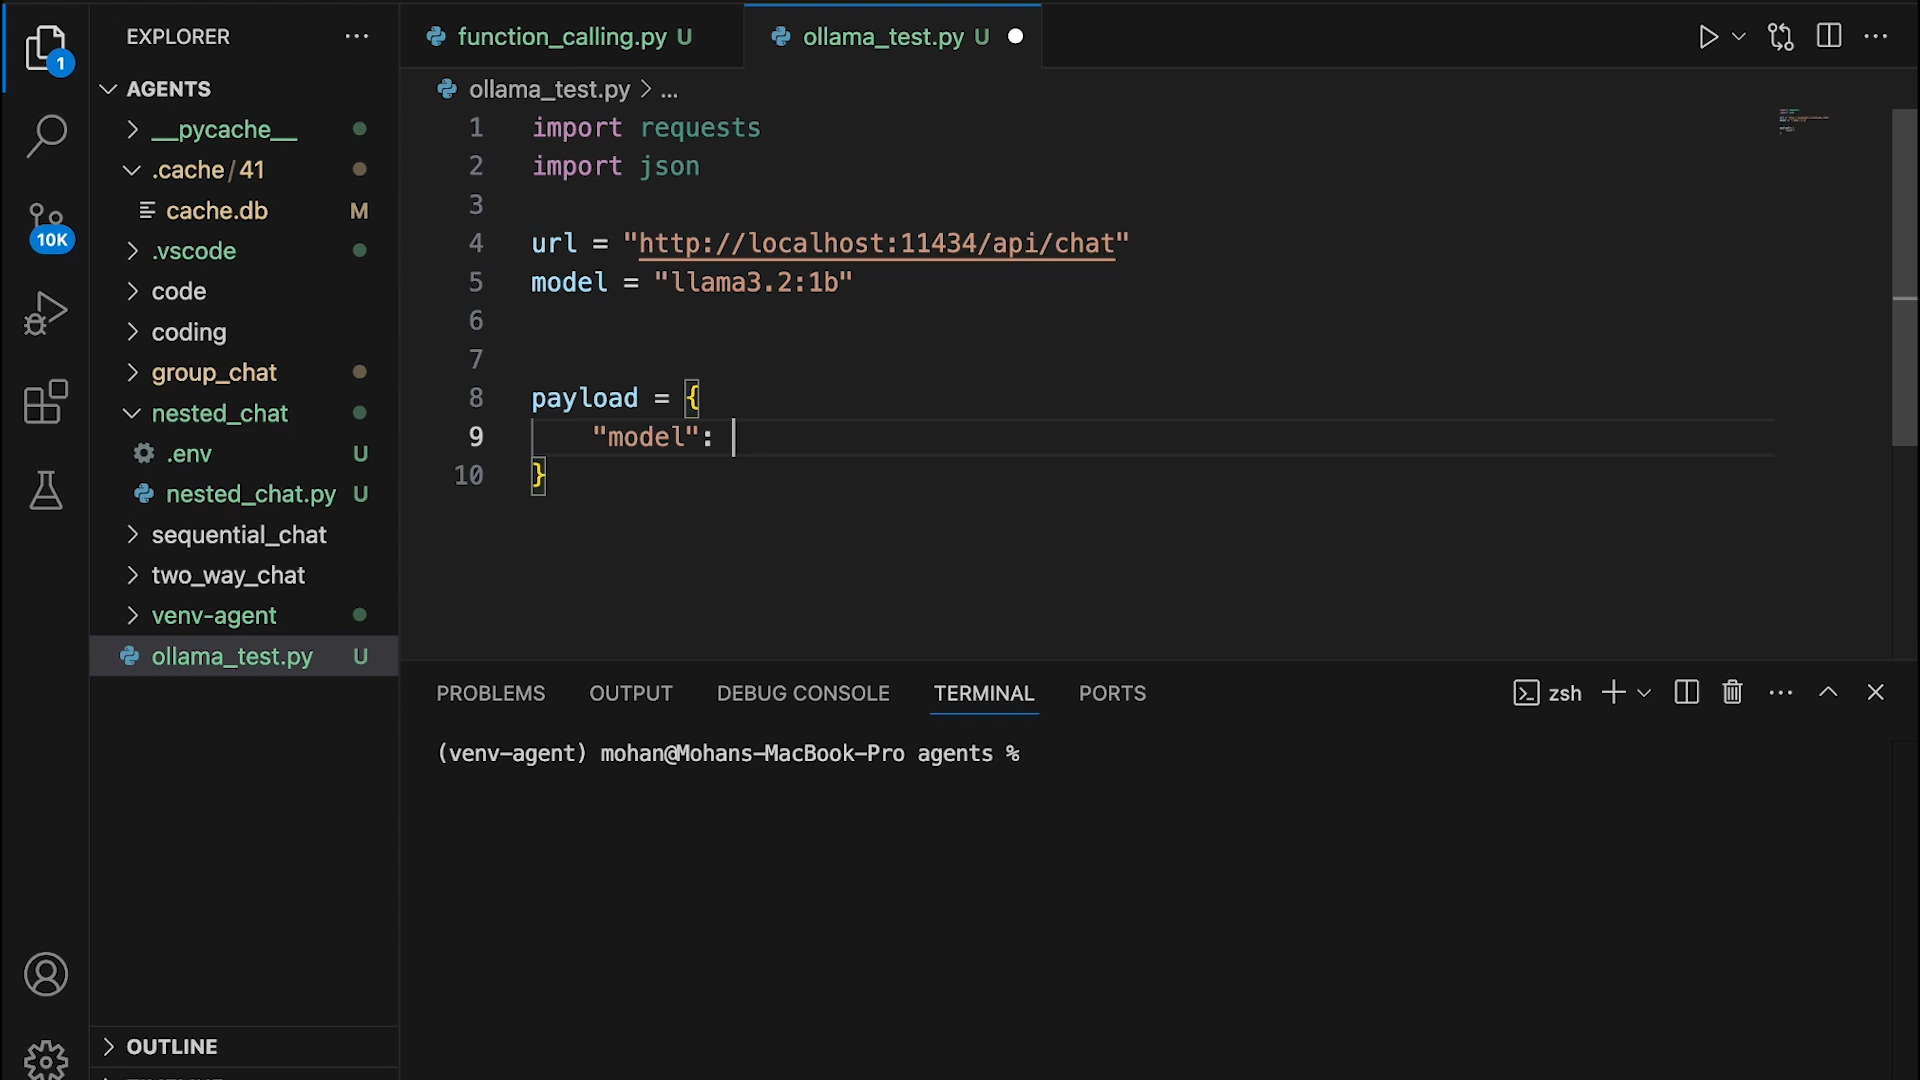 EXPLORER
1
AGENTS
__pycache__
.cache/41
cache.db M
10K
.vscode
code
coding
group_chat
nested_chat
.env U
nested_chat.py U
sequential_chat
two_way_chat
venv-agent
ollama_test.py U
OUTLINE
function_calling.py U
ollama_test.py U
ollama_test.py > ...
1 import requests
2 import json
3
4 url = "http://localhost:11434/api/chat"
5 model = "llama3.2:1b"
6
7
8 payload = {
9 "model":
10 }
PROBLEMS OUTPUT DEBUG CONSOLE TERMINAL PORTS
zsh
(venv-agent) mohan@Mohans-MacBook-Pro agents %